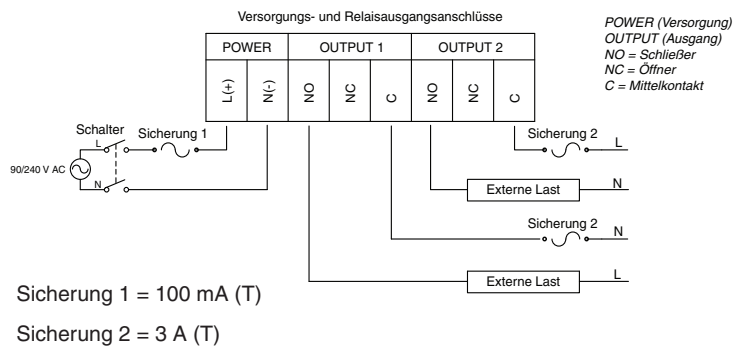 Versorgungs- und Relaisausgangsanschlüsse
POWER (Versorgung)
OUTPUT (Ausgang)
NO = Schließer
NC = Öffner
C = Mittelkontakt
POWER OUTPUT 1 OUTPUT 2
L(+) N(-) NO NC C NO NC C
Schalter Sicherung 1 Sicherung 2
L L
90/240 V AC
N Externe Last N
Sicherung 2
N
Externe Last L
Sicherung 1 = 100 mA (T)
Sicherung 2 = 3 A (T)